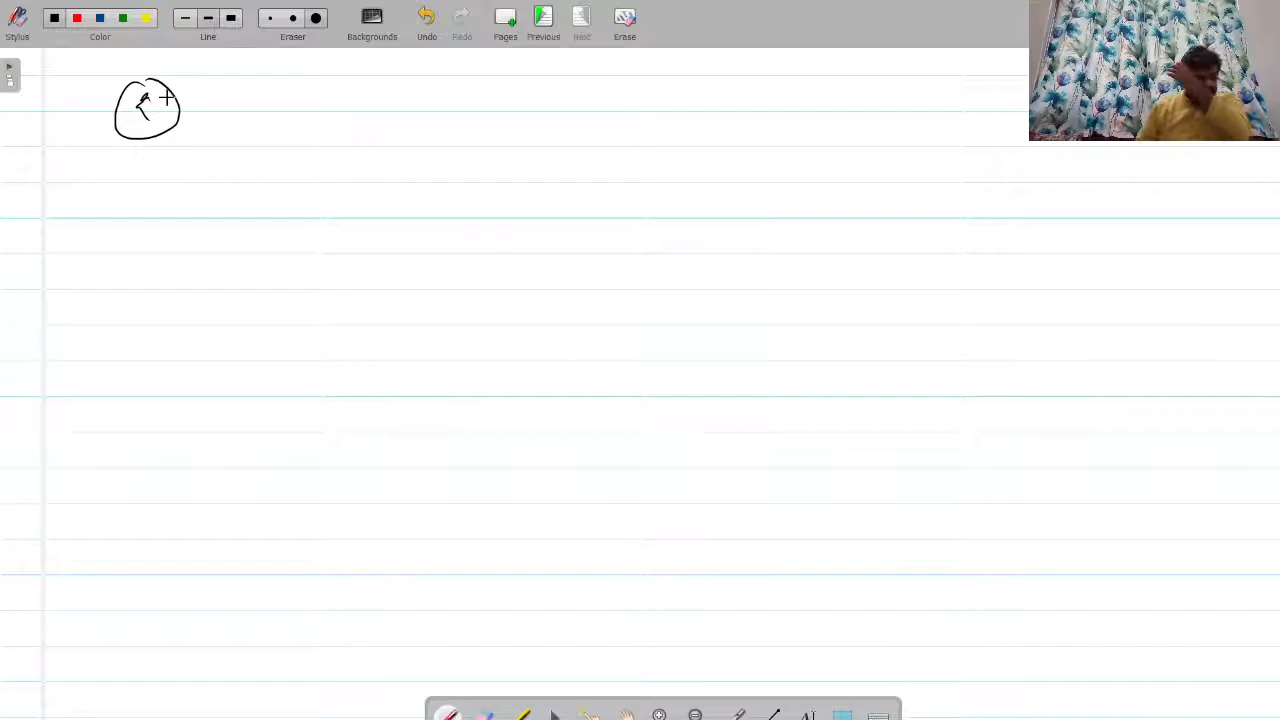 Stylus
Color
Line
Eraser
Backgrounds
Undo
Redo
Pages
Previous
Next
Erase